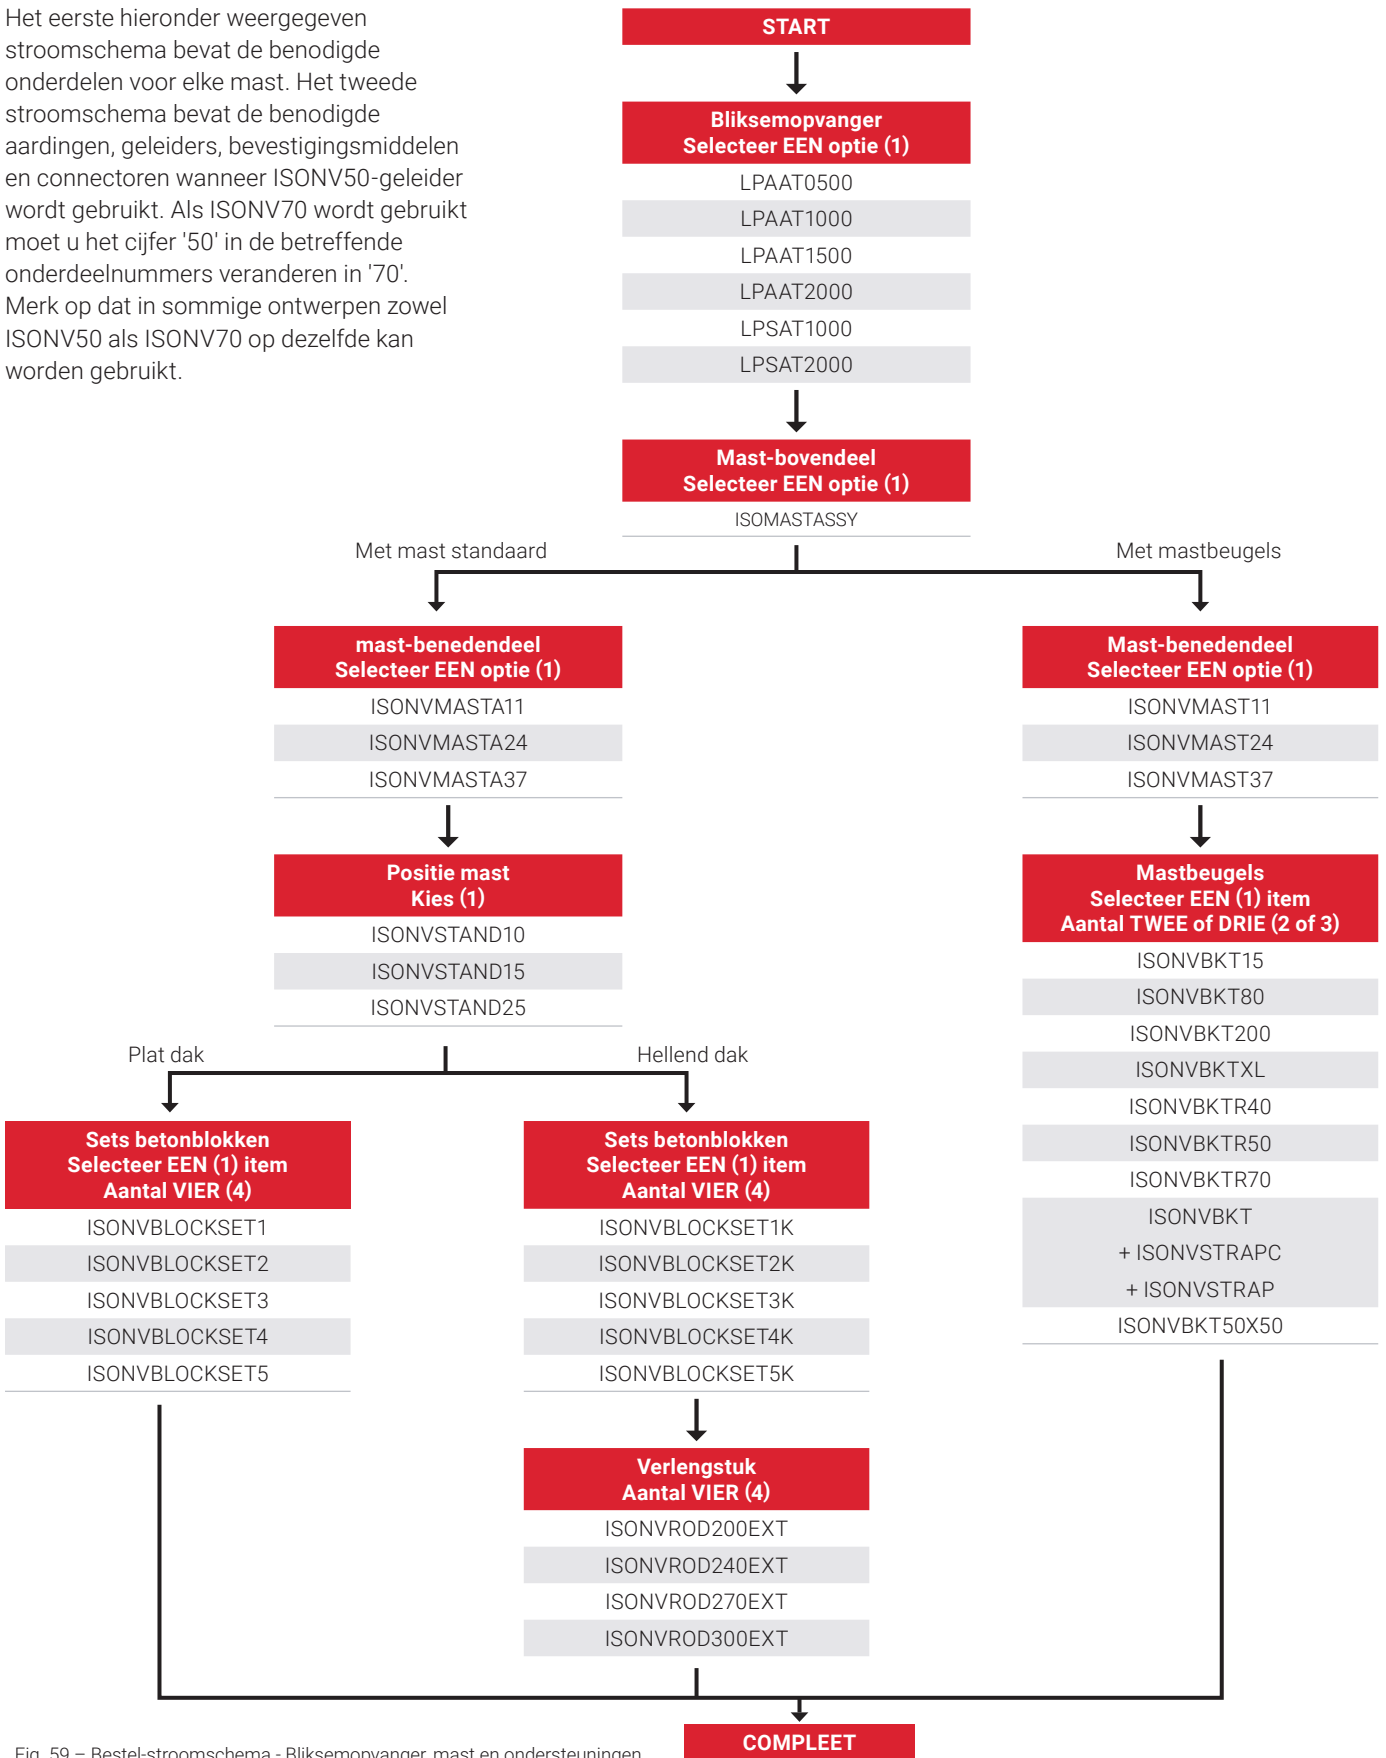 Het eerste hieronder weergegeven
stroomschema bevat de benodigde
onderdelen voor elke mast. Het tweede
stroomschema bevat de benodigde
aardingen, geleiders, bevestigingsmiddelen
en connectoren wanneer ISONV50-geleider
wordt gebruikt. Als ISONV70 wordt gebruikt
moet u het cijfer '50' in de betreffende
onderdeelnummers veranderen in '70'.
Merk op dat in sommige ontwerpen zowel
ISONV50 als ISONV70 op dezelfde kan
worden gebruikt.
START
Bliksemopvanger
Selecteer EEN optie (1)
LPAAT0500
LPAAT1000
LPAAT1500
LPAAT2000
LPSAT1000
LPSAT2000
Mast-bovendeel
Selecteer EEN optie (1)
ISOMASTASSY
Met mast standaard
Met mastbeugels
mast-benedendeel
Selecteer EEN optie (1)
ISONVMASTA11
ISONVMASTA24
ISONVMASTA37
Positie mast
Kies (1)
ISONVSTAND10
ISONVSTAND15
ISONVSTAND25
Mast-benedendeel
Selecteer EEN optie (1)
ISONVMAST11
ISONVMAST24
ISONVMAST37
Mastbeugels
Selecteer EEN (1) item
Aantal TWEE of DRIE (2 of 3)
ISONVBKT15
ISONVBKT80
ISONVBKT200
ISONVBKTXL
ISONVBKTR40
ISONVBKTR50
ISONVBKTR70
ISONVBKT
+ ISONVSTRAPC
+ ISONVSTRAP
ISONVBKT50X50
Plat dak
Hellend dak
Sets betonblokken
Selecteer EEN (1) item
Aantal VIER (4)
ISONVBLOCKSET1
ISONVBLOCKSET2
ISONVBLOCKSET3
ISONVBLOCKSET4
ISONVBLOCKSET5
Sets betonblokken
Selecteer EEN (1) item
Aantal VIER (4)
ISONVBLOCKSET1K
ISONVBLOCKSET2K
ISONVBLOCKSET3K
ISONVBLOCKSET4K
ISONVBLOCKSET5K
Verlengstuk
Aantal VIER (4)
ISONVROD200EXT
ISONVROD240EXT
ISONVROD270EXT
ISONVROD300EXT
COMPLEET
Fig. 59 – Bestel-stroomschema - Bliksemopvanger, mast en ondersteuningen